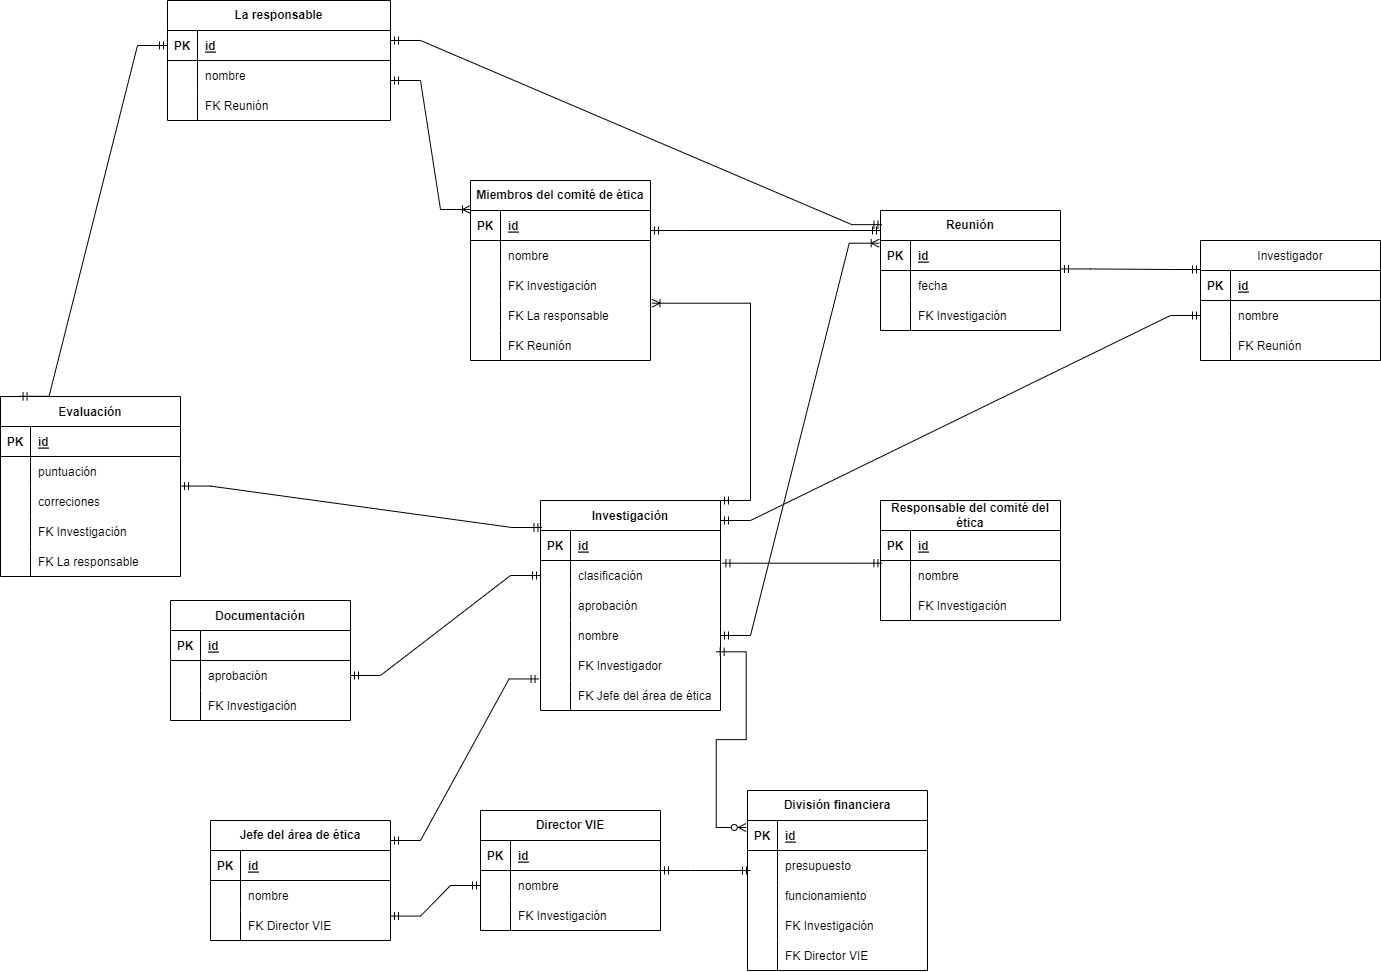 La responsable
PK id
nombre
FK Reunión
Miembros del comité de ética
PK id
nombre
FK Investigación
FK La responsable
FK Reunión
Reunión
PK id
fecha
FK Investigación
Investigador
PK id
nombre
FK Reunión
Evaluación
PK id
puntuación
correciones
FK Investigación
FK La responsable
Investigación
PK id
clasificación
aprobación
nombre
FK Investigador
FK Jefe del área de ética
Responsable del comité del
ética
PK id
nombre
FK Investigación
Documentación
PK id
aprobación
FK Investigación
Jefe del área de ética
PK id
nombre
FK Director VIE
Director VIE
PK id
nombre
FK Investigación
División financiera
PK id
presupuesto
funcionamiento
FK Investigación
FK Director VIE